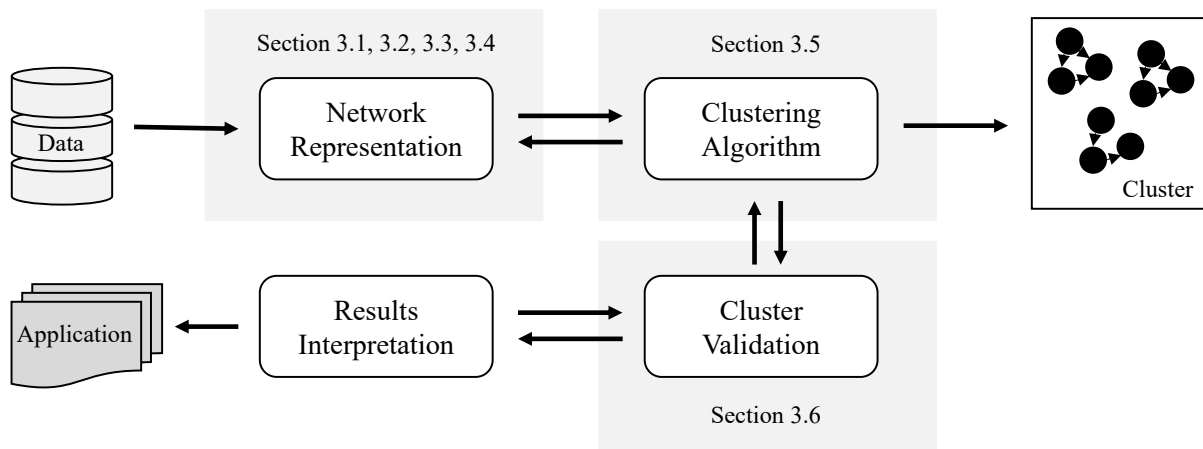 Section 3.1, 3.2, 3.3, 3.4
Section 3.5
Data
Network
Representation
Clustering
Algorithm
Cluster
Application
Results
Interpretation
Cluster
Validation
Section 3.6